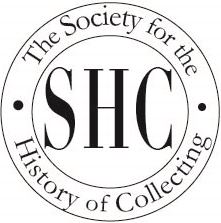 The Society for the
SHC
History of Collecting